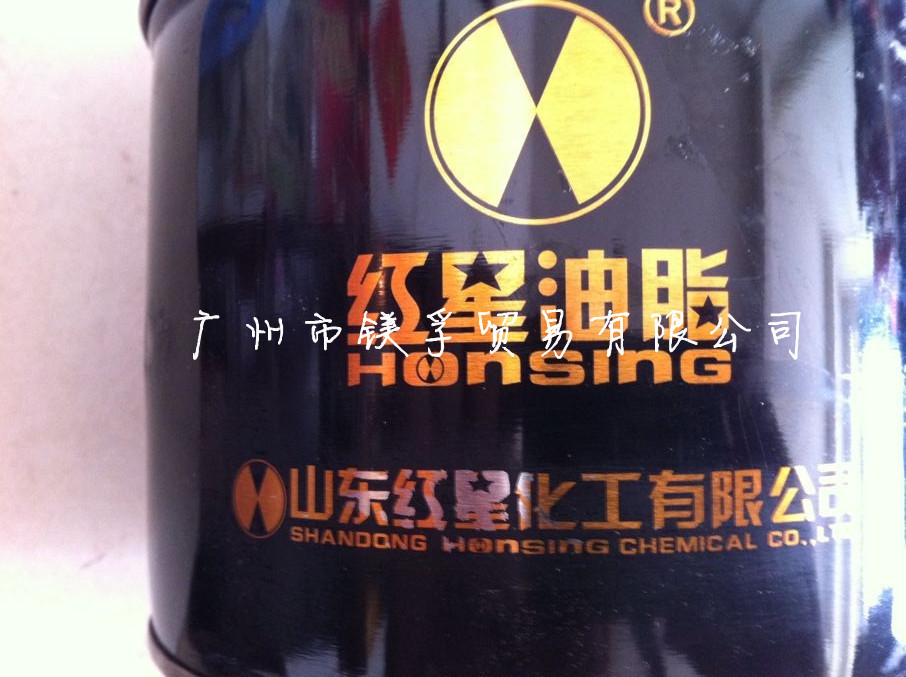 ®
红星油脂
广州市镁孚贸易有限公司
HonsinG
山东红星化工有限公司
SHANDONG HonsinG CHEMICAL CO.,LT